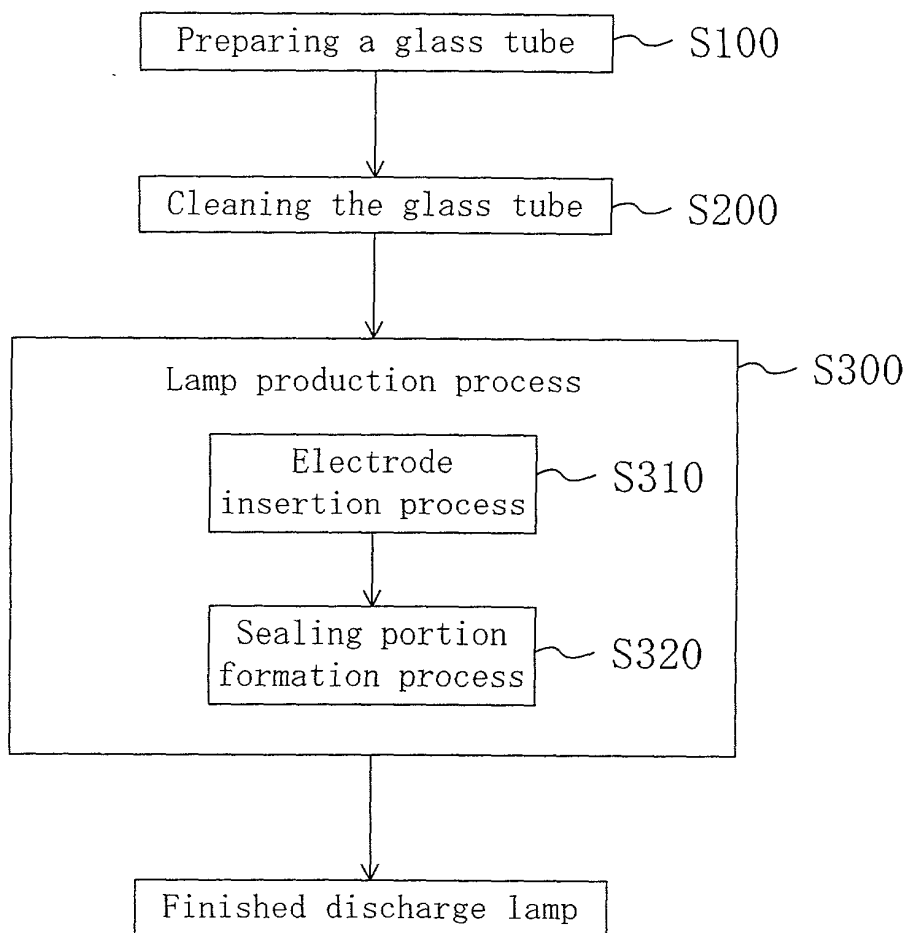 Preparing a glass tube
S100
Cleaning the glass tube
S200
Lamp production process
S300
Electrode
insertion process
S310
Sealing portion
formation process
S320
Finished discharge lamp